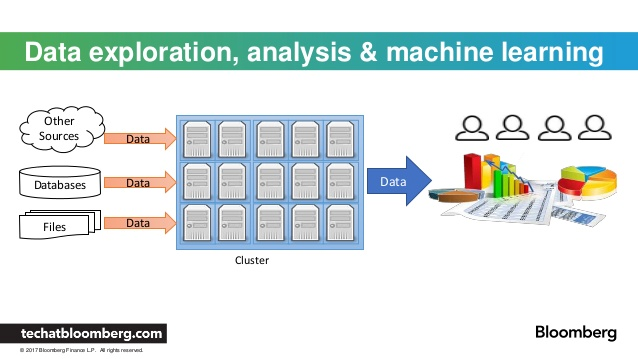 Data exploration, analysis & machine learning
Other
Sources
Data
Databases
Data
Data
Files
Data
Cluster
techatbloomberg.com
Bloomberg
© 2017 Bloomberg Finance L.P. All rights reserved.